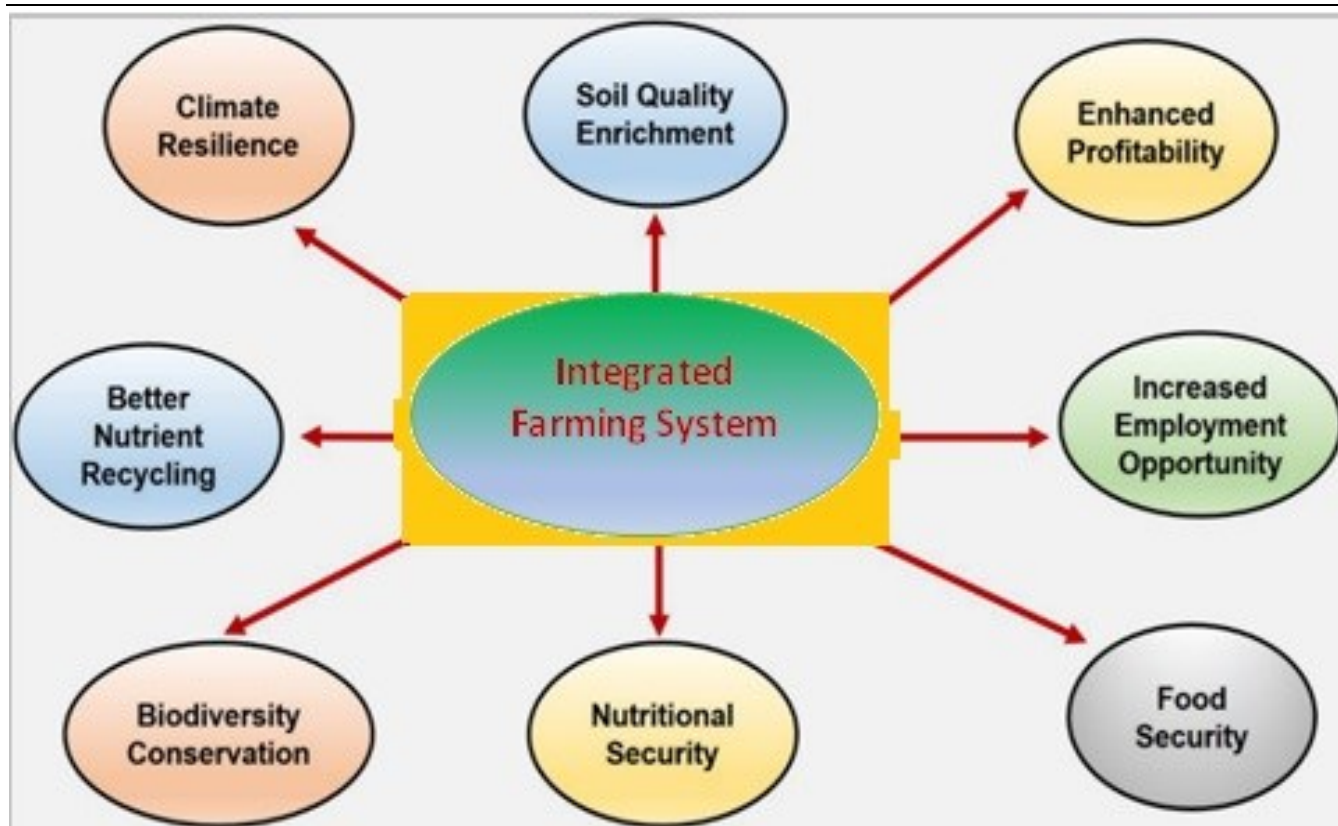 Climate
Resilience
Soil Quality
Enrichment
Enhanced
Profitability
Better
Nutrient
Recycling
Integrated
Farming System
Increased
Employment
Opportunity
Biodiversity
Conservation
Nutritional
Security
Food
Security